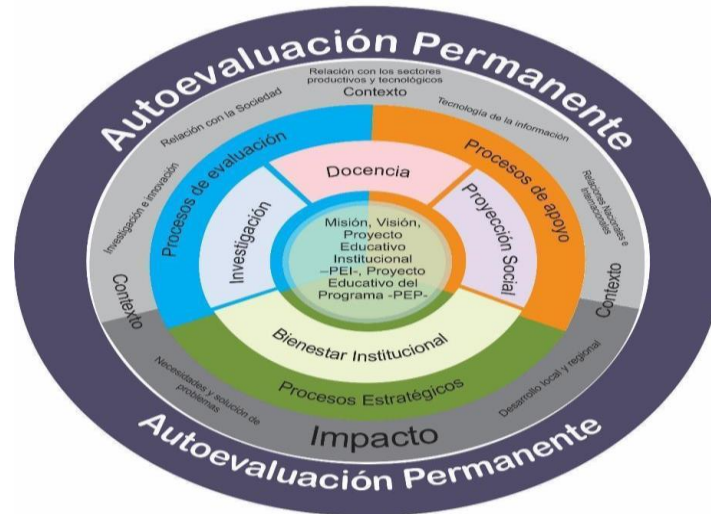 Autoevaluación Permanente
Relación con los sectores
productivos y tecnológicos
Contexto
Relación con la Sociedad
Tecnología de la información
Investigación e innovación
Relaciones Nacionales e
Internacionales
Contexto
Contexto
Procesos de evaluación
Procesos de apoyo
Docencia
Investigación
Proyección Social
Misión, Visión,
Proyecto
Educativo
Institucional
–PEI-, Proyecto
Educativo del
Programa -PEP-
Bienestar Institucional
Procesos Estratégicos
Necesidades y solución de
problemas
Desarrollo local y regional
Impacto
Autoevaluación Permanente